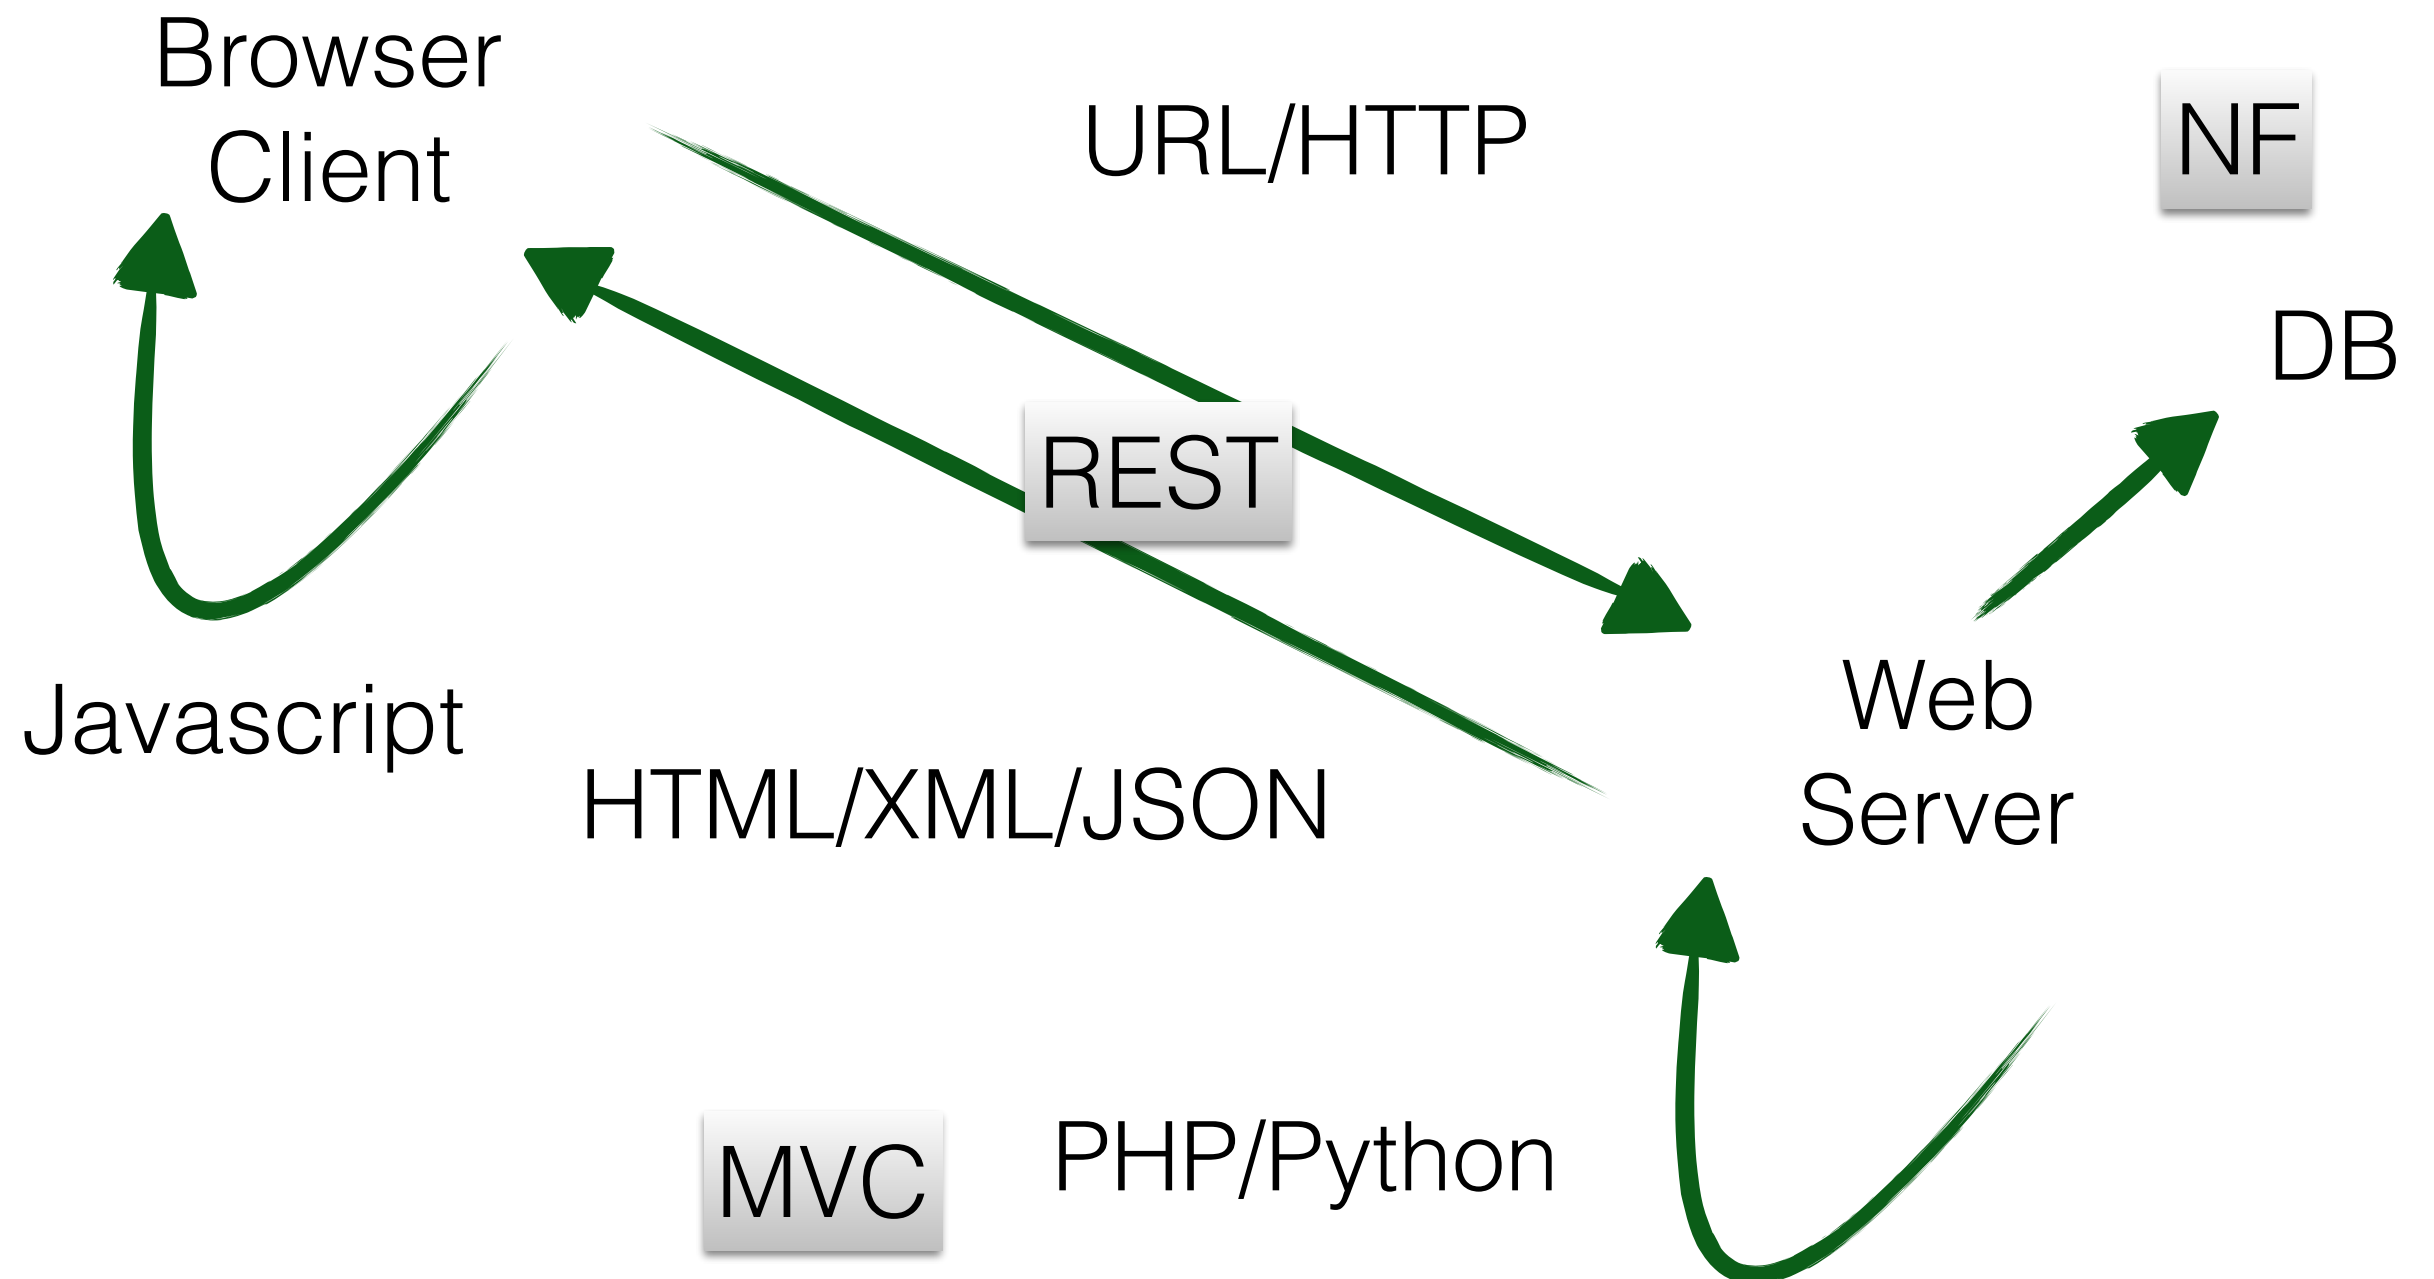 Browser
Client
URL/HTTP
NF
DB
REST
Javascript
Web
Server
HTML/XML/JSON
MVC
PHP/Python